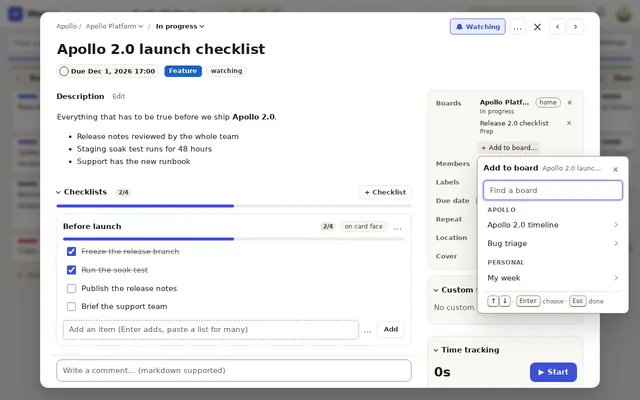 Apollo / Apollo Platform / In progress
Watching
...
Apollo 2.0 launch checklist
Due Dec 1, 2026 17:00
Feature
watching
Description Edit
Everything that has to be true before we ship Apollo 2.0.
• Release notes reviewed by the whole team
• Staging soak test runs for 48 hours
• Support has the new runbook
Checklists 2/4
+ Checklist
Before launch
2/4 on card face ...
Freeze the release branch
Run the soak test
Publish the release notes
Brief the support team
Add an item (Enter adds, paste a list for many)
... Add
Write a comment... (markdown supported)
Boards
Apollo Platf... home ×
In progress
Release 2.0 checklist ×
Prep
+ Add to board...
Members
Labels
Due date
Repeat
Location
Cover
Add to board Apollo 2.0 launc... ×
Find a board
APOLLO
Apollo 2.0 timeline
Bug triage
PERSONAL
My week
↑ ↓ · Enter choose · Esc done
Custom
No custom
Time tracking
0s
Start